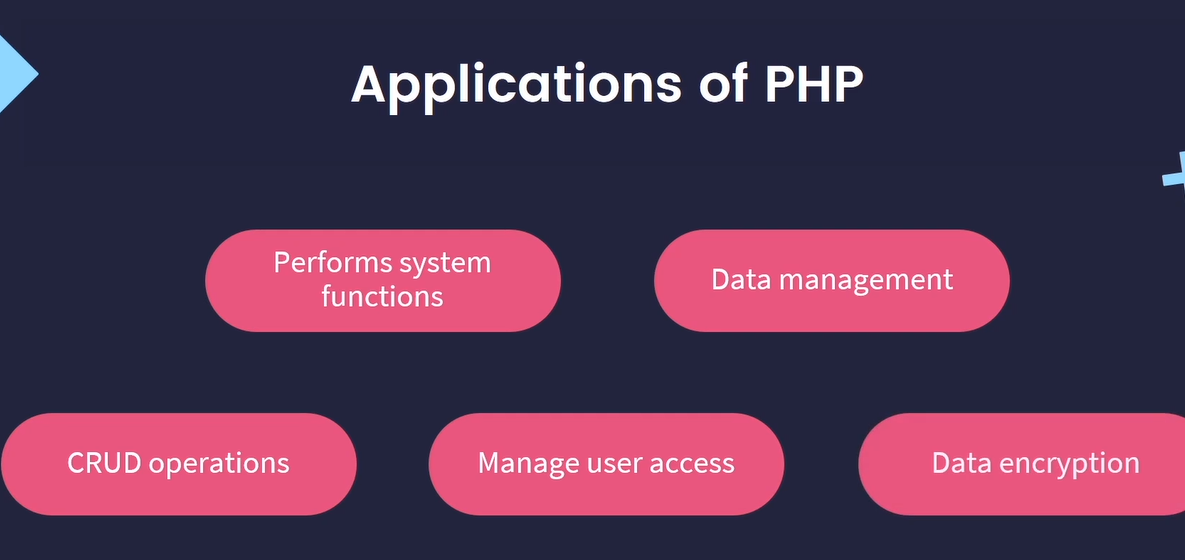 Applications of PHP
Performs system
functions
Data management
CRUD operations
Manage user access
Data encryption